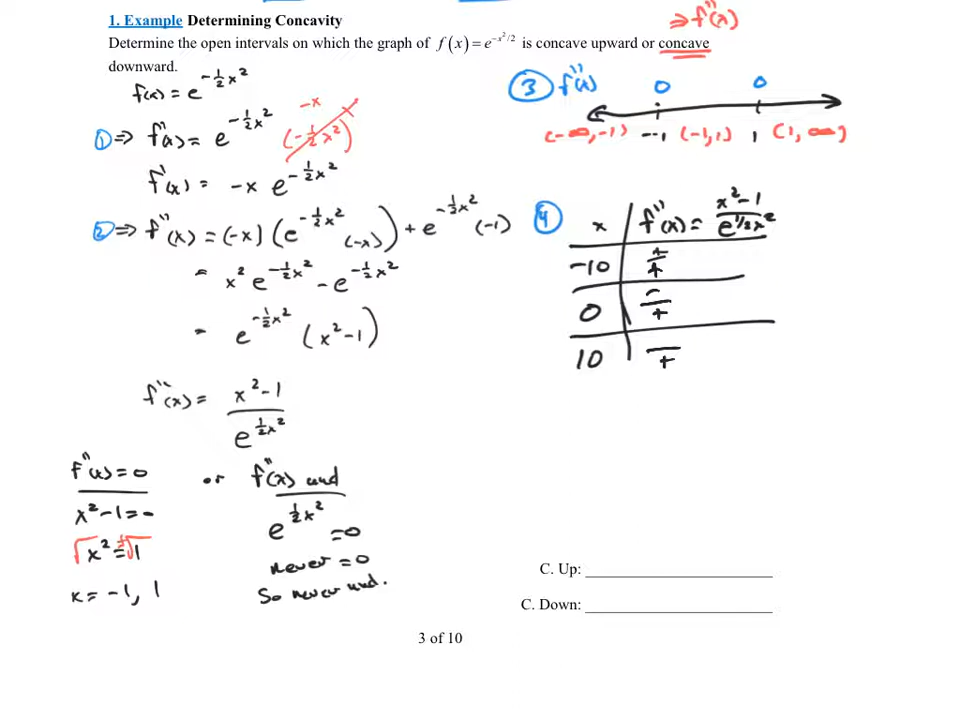 ⇒ f''(x)
1. Example Determining Concavity
Determine the open intervals on which the graph of f(x) = e^(-x²/2) is concave upward or concave
downward.
f(x) = e^(-½x²)
① ⇒ f'(x) = e^(-½x²) (-½x²)' -x
f'(x) = -x e^(-½x²)
② ⇒ f''(x) = (-x)(e^(-½x²) (-x)) + e^(-½x²) (-1)
= x² e^(-½x²) - e^(-½x²)
= e^(-½x²) (x²-1)
f''(x) = (x²-1)/(e^(½x²))
f''(x) = 0 or f''(x) und
x²-1 = 0 e^(½x²) = 0
√x² = ±√1 never = 0
x = -1, 1 So never und.
③ f''(x) 0 0
(-∞,-1) -1 (-1,1) 1 (1,∞)
④ x f''(x) = (x²-1)/(e^(1/2x²))
-10 +/+
0 -/+
10 /+
C. Up: ____________
C. Down: ____________
3 of 10